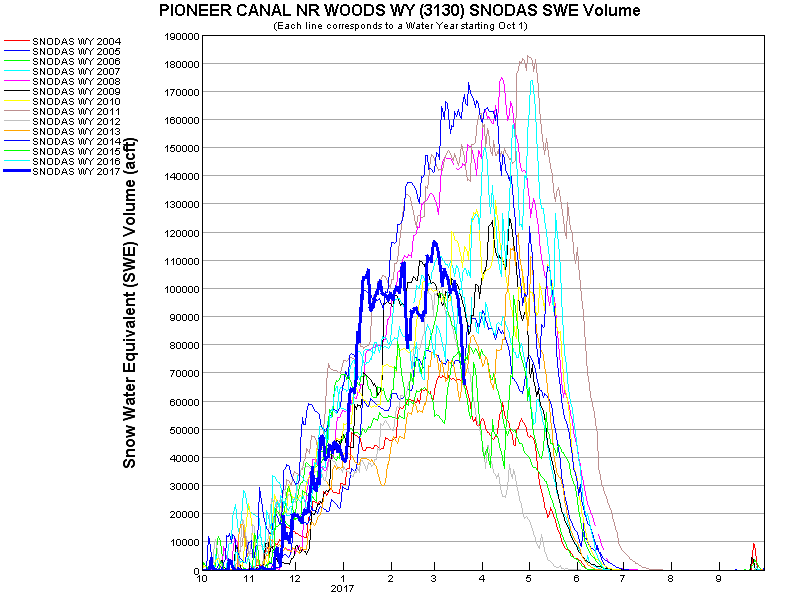 PIONEER CANAL NR WOODS WY (3130) SNODAS SWE Volume
(Each line corresponds to a Water Year starting Oct 1)
SNODAS WY 2004
SNODAS WY 2005
SNODAS WY 2006
SNODAS WY 2007
SNODAS WY 2008
SNODAS WY 2009
SNODAS WY 2010
SNODAS WY 2011
SNODAS WY 2012
SNODAS WY 2013
SNODAS WY 2014
SNODAS WY 2015
SNODAS WY 2016
SNODAS WY 2017
Snow Water Equivalent (SWE) Volume (acft)
190000
180000
170000
160000
150000
140000
130000
120000
110000
100000
90000
80000
70000
60000
50000
40000
30000
20000
10000
0
10 11 12 1 2 3 4 5 6 7 8 9
2017